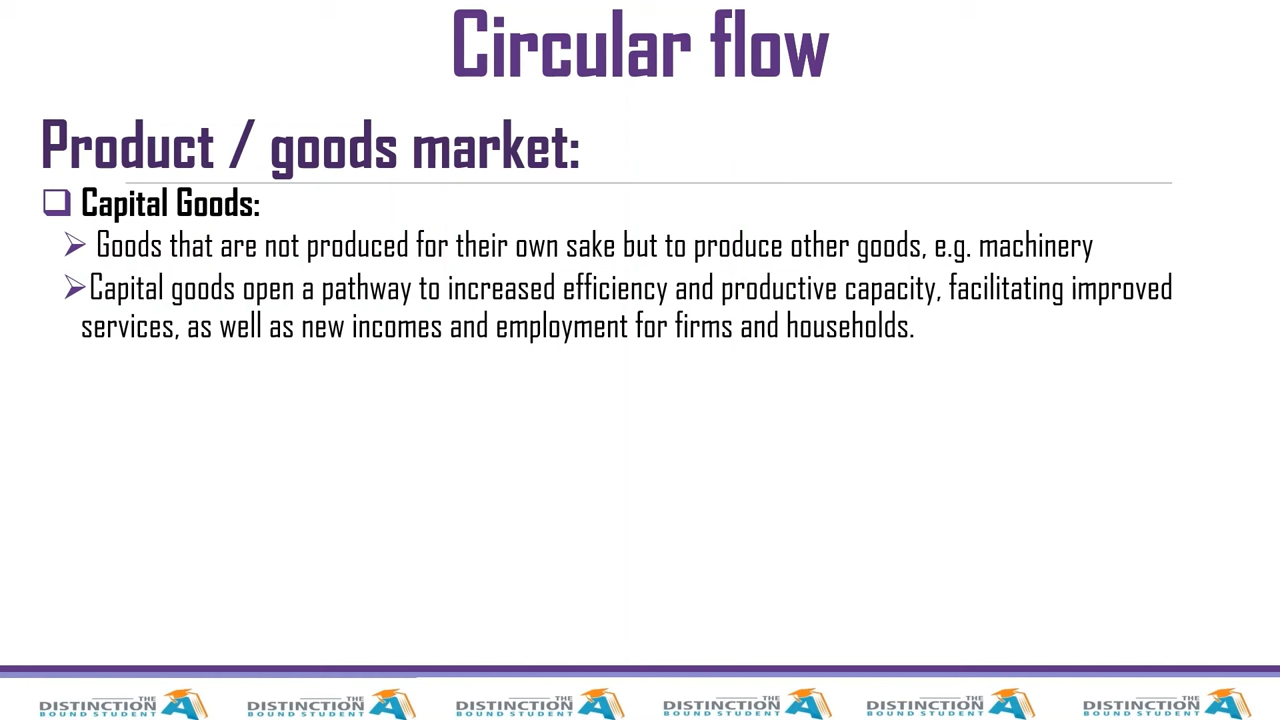 Circular flow
Product / goods market:
Capital Goods:
Goods that are not produced for their own sake but to produce other goods, e.g. machinery
Capital goods open a pathway to increased efficiency and productive capacity, facilitating improved
services, as well as new incomes and employment for firms and households.
THE DISTINCTION BOUND STUDENT
THE DISTINCTION BOUND STUDENT
THE DISTINCTION BOUND STUDENT
THE DISTINCTION BOUND STUDENT
THE DISTINCTION BOUND STUDENT
THE DISTINCTION BOUND STUDENT